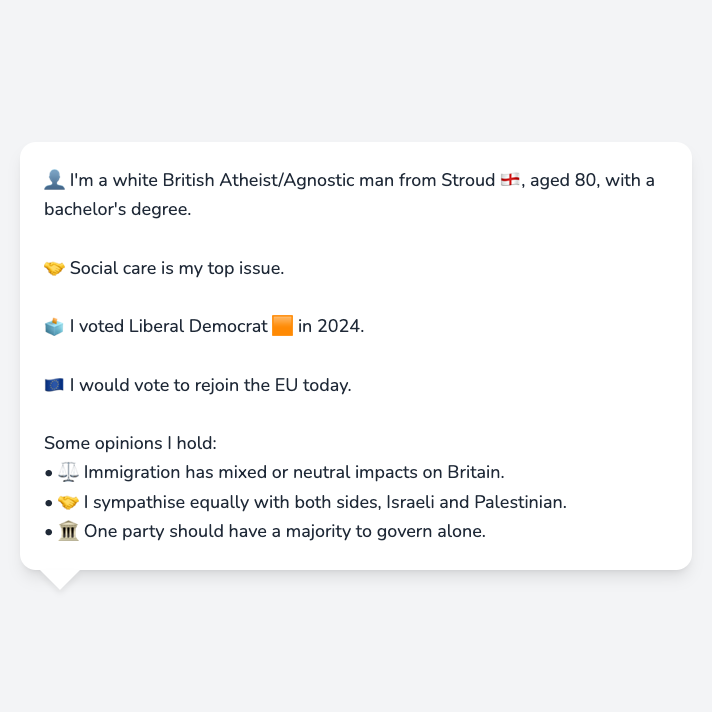 👤 I'm a white British Atheist/Agnostic man from Stroud 🏴󠁧󠁢󠁥󠁮󠁧󠁿, aged 80, with a
bachelor's degree.
🤝 Social care is my top issue.
🗳️ I voted Liberal Democrat 🟧 in 2024.
🇪🇺 I would vote to rejoin the EU today.
Some opinions I hold:
• ⚖️ Immigration has mixed or neutral impacts on Britain.
• 🤝 I sympathise equally with both sides, Israeli and Palestinian.
• 🏛️ One party should have a majority to govern alone.